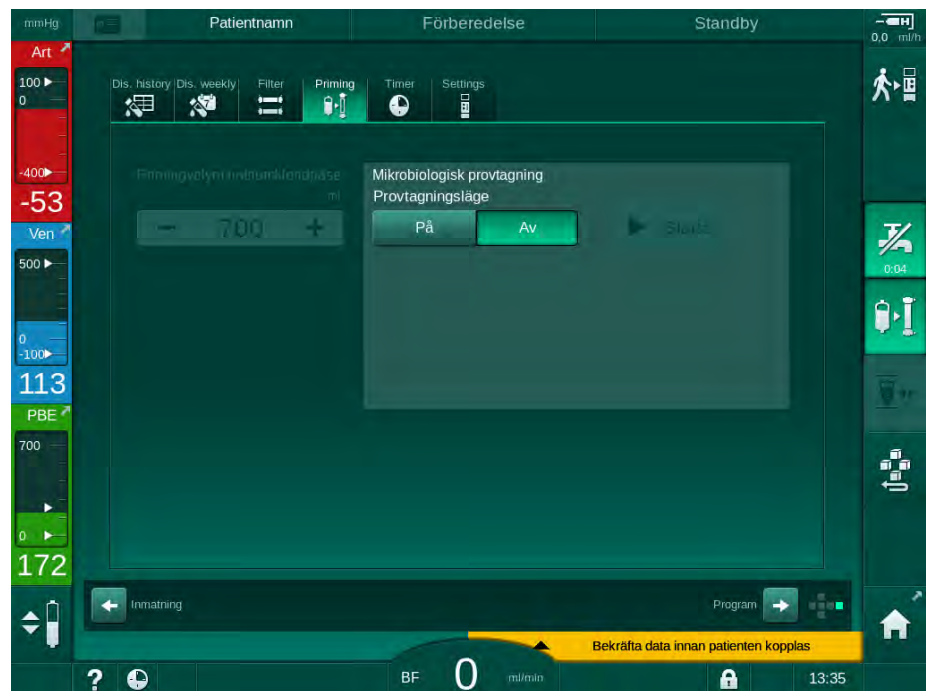 mmHg
Patientnamn
Förberedelse
Standby
0,0 ml/h
Art
100
0
-400
-53
Ven
500
0
-100
113
PBE
700
0
172
Dis. history
Dis. weekly
Filter
Priming
Timer
Settings
7
ml
700
Mikrobiologisk provtagning
Provtagningsläge
På
Av
0:04
Inmatning
Program
Bekräfta data innan patienten kopplas
?
BF 0 ml/min
13:35